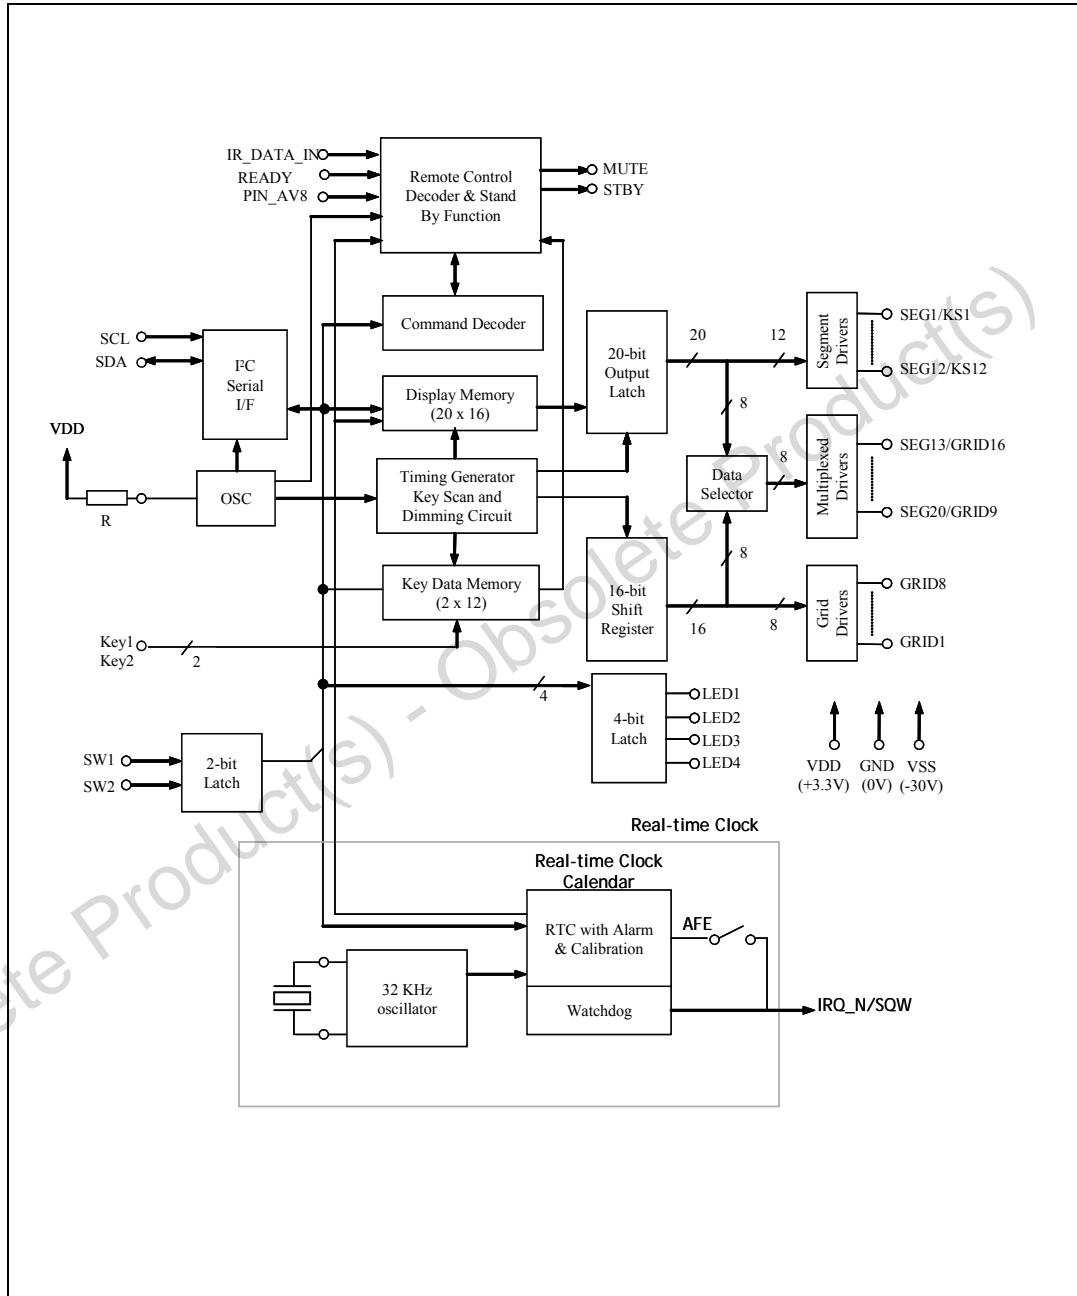 IR_DATA_IN
READY
PIN_AV8
Remote Control
Decoder & Stand
By Function
MUTE
STBY
Command Decoder
SCL
SDA
I²C
Serial
I/F
Display Memory
(20 x 16)
20-bit
Output
Latch
20
12
8
Segment
Drivers
SEG1/KS1
SEG12/KS12
VDD
R
OSC
Timing Generator
Key Scan and
Dimming Circuit
Data
Selector
8
Multiplexed
Drivers
SEG13/GRID16
SEG20/GRID9
8
Key Data Memory
(2 x 12)
16-bit
Shift
Register
16
8
Grid
Drivers
GRID8
GRID1
Key1
Key2
2
4
4-bit
Latch
LED1
LED2
LED3
LED4
VDD
(+3.3V)
GND
(0V)
VSS
(-30V)
SW1
SW2
2-bit
Latch
Real-time Clock
Real-time Clock
Calendar
RTC with Alarm
& Calibration
AFE
32 KHz
oscillator
Watchdog
IRQ_N/SQW
ete Product(s) - Obsolete Product(s)